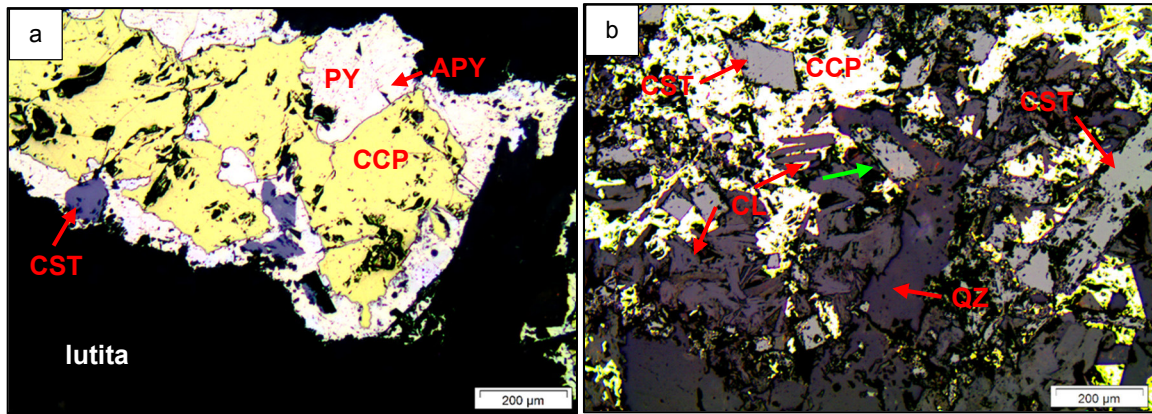 a
PY
APY
CCP
CST
lutita
200 µm
b
CST
CCP
CST
CL
QZ
200 µm